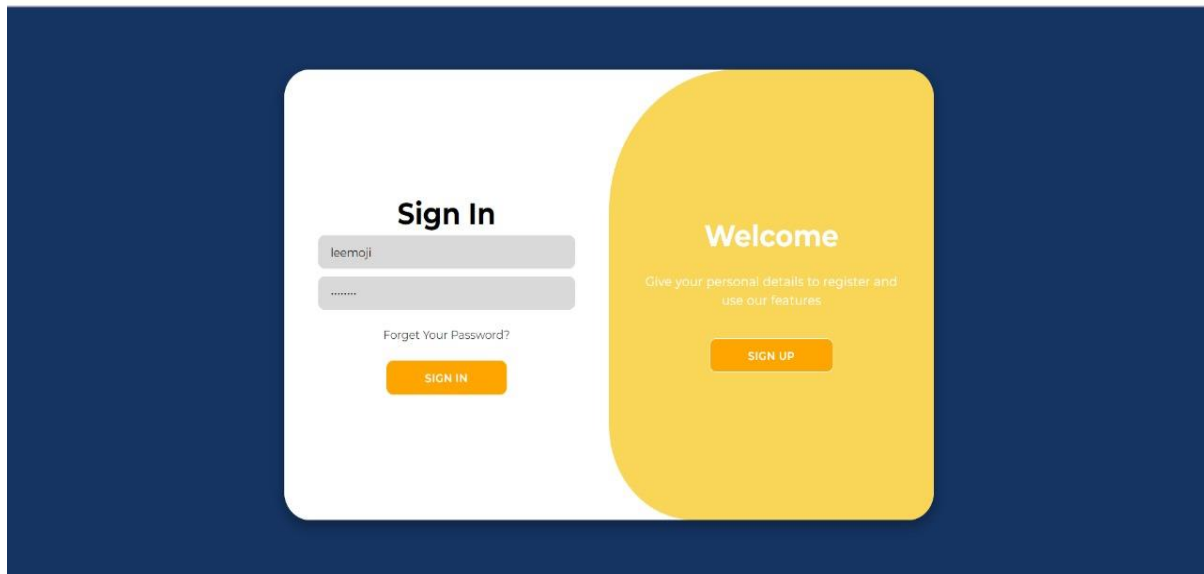 Sign In
leemoji
········
Forget Your Password?
SIGN IN
Welcome
Give your personal details to register and
use our features
SIGN UP